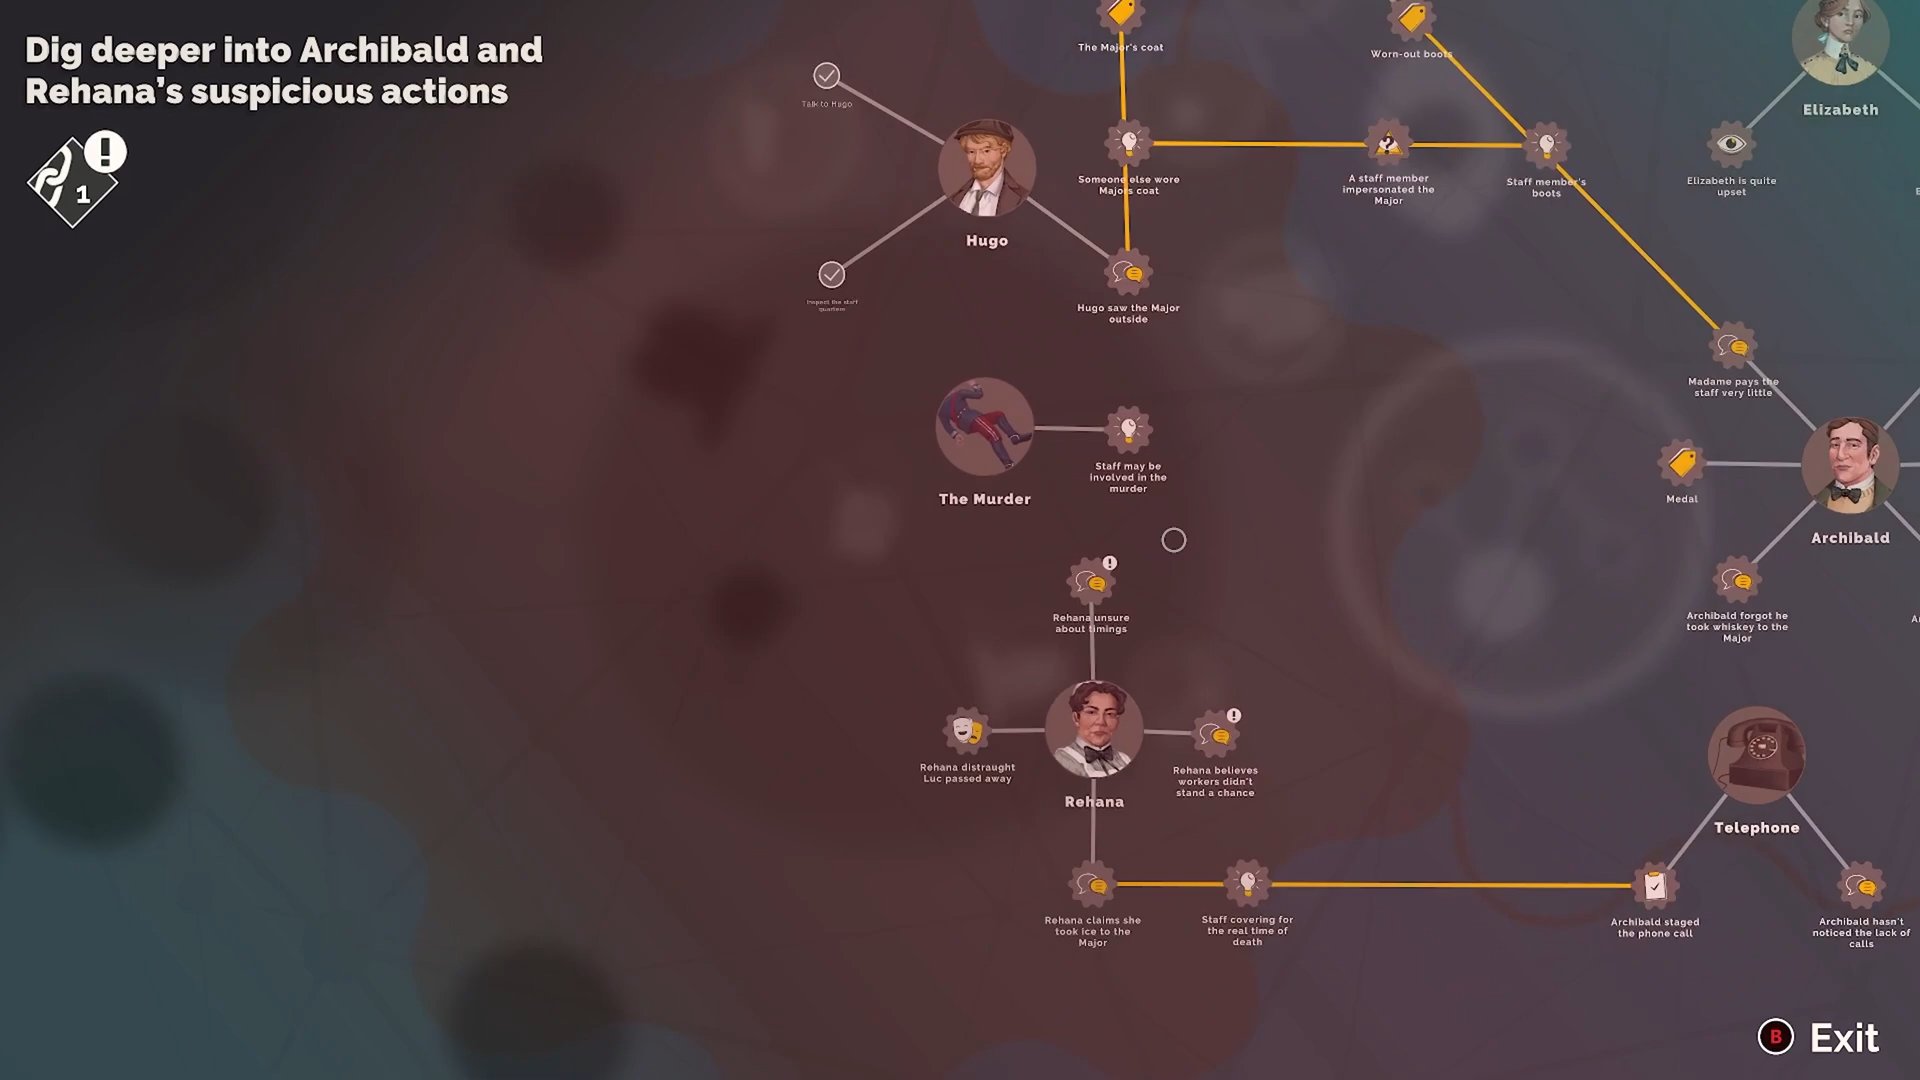 Dig deeper into Archibald and
Rehana's suspicious actions
1
The Major's coat
Worn-out boots
Talk to Hugo
Elizabeth
Someone else wore
Majors coat
A staff member
impersonated the
Major
Staff member's
boots
Elizabeth is quite
upset
Hugo
Inspect the staff
quarters
Hugo saw the Major
outside
Madame pays the
staff very little
Staff may be
involved in the
murder
The Murder
Medal
Archibald
Rehana unsure
about timings
Archibald forgot he
took whiskey to the
Major
Rehana distraught
Luc passed away
Rehana believes
workers didn't
stand a chance
Rehana
Telephone
Rehana claims she
took ice to the
Major
Staff covering for
the real time of
death
Archibald staged
the phone call
Archibald hasn't
noticed the lack of
calls
B Exit